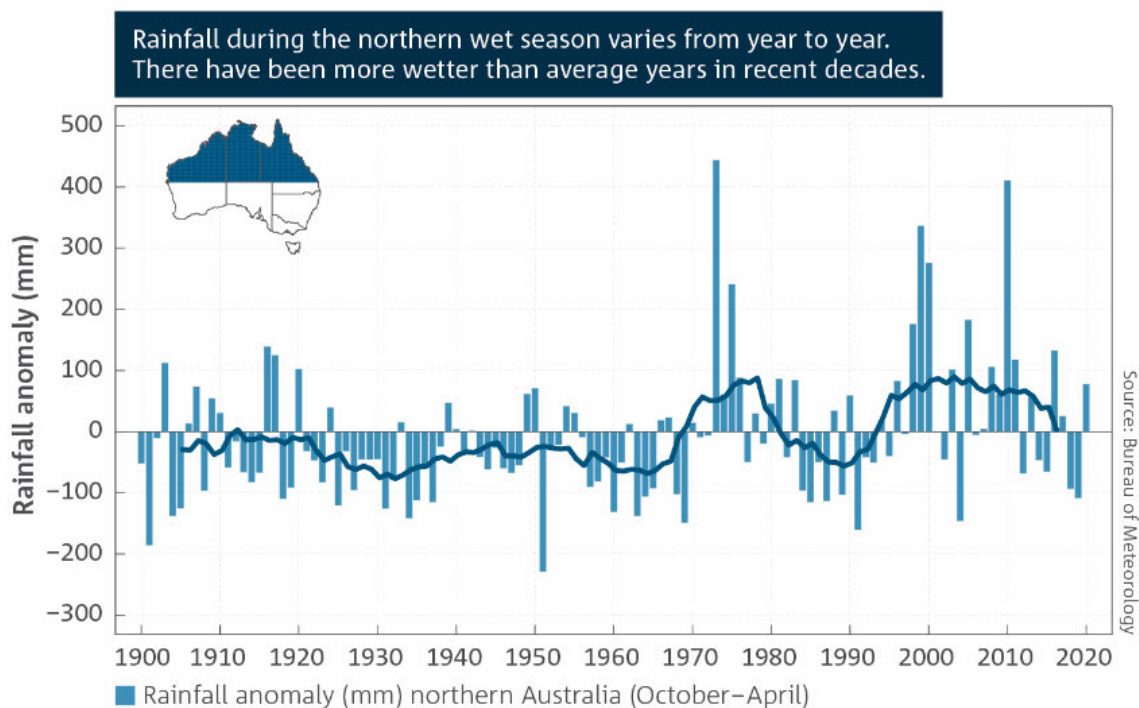 Rainfall during the northern wet season varies from year to year.
There have been more wetter than average years in recent decades.
500
400
300
200
100
0
−100
−200
−300
Rainfall anomaly (mm)
1900 1910 1920 1930 1940 1950 1960 1970 1980 1990 2000 2010 2020
Rainfall anomaly (mm) northern Australia (October–April)
Source: Bureau of Meteorology